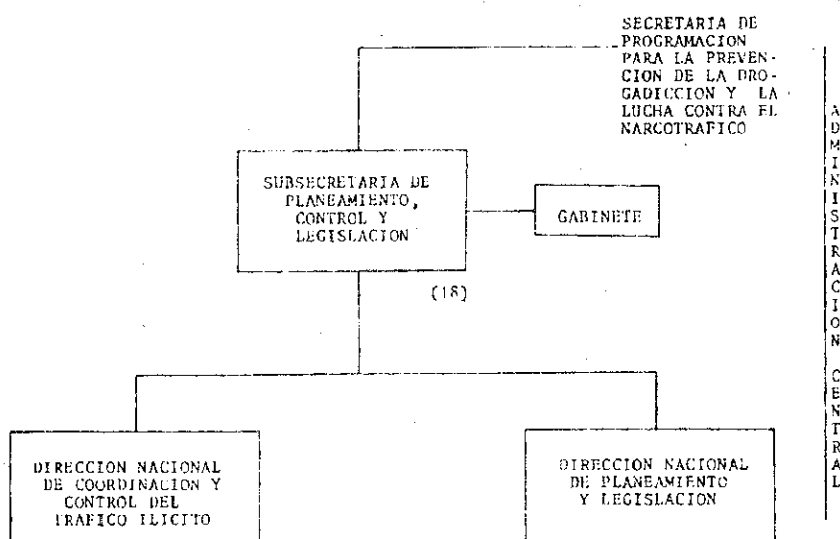 SECRETARIA DE
PROGRAMACION
PARA LA PREVEN-
CION DE LA DRO-
GADICCION Y LA
LUCHA CONTRA EL
NARCOTRAFICO
SUBSECRETARIA DE
PLANEAMIENTO,
CONTROL Y
LEGISLACION
GABINETE
(18)
DIRECCION NACIONAL
DE COORDINACION Y
CONTROL DEL
TRAFICO ILICITO
DIRECCION NACIONAL
DE PLANEAMIENTO
Y LEGISLACION
ADMINISTRACION CENTRAL